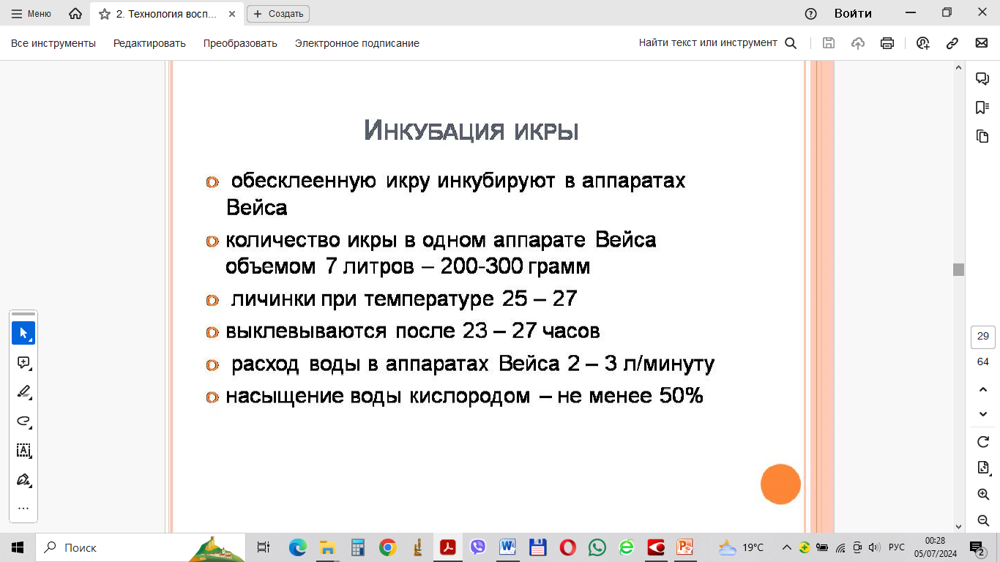 Меню
2. Технология восп...
Создать
Войти
Все инструменты
Редактировать
Преобразовать
Электронное подписание
Найти текст или инструмент
Инкубация икры
обесклеенную икру инкубируют в аппаратах
Вейса
количество икры в одном аппарате Вейса
объемом 7 литров – 200-300 грамм
личинки при температуре 25 – 27
выклевываются после 23 – 27 часов
расход воды в аппаратах Вейса 2 – 3 л/минуту
насыщение воды кислородом – не менее 50%
29
64
Поиск
19°C
РУС
00:28
05/07/2024
2